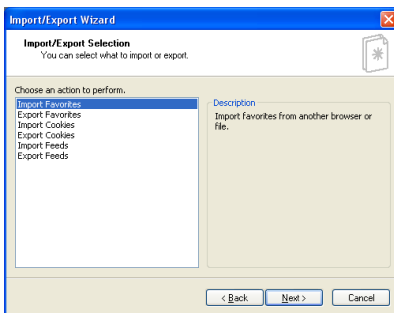 Import/Export Wizard
Import/Export Selection
You can select what to import or export.
Choose an action to perform.
Import Favorites
Export Favorites
Import Cookies
Export Cookies
Import Feeds
Export Feeds
Description
Import favorites from another browser or
file.
< Back
Next >
Cancel